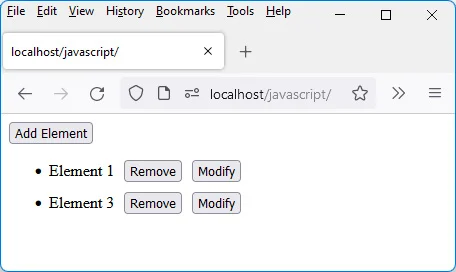 File Edit View History Bookmarks Tools Help
localhost/javascript/
localhost/javascript/
Add Element
Element 1 Remove Modify
Element 3 Remove Modify